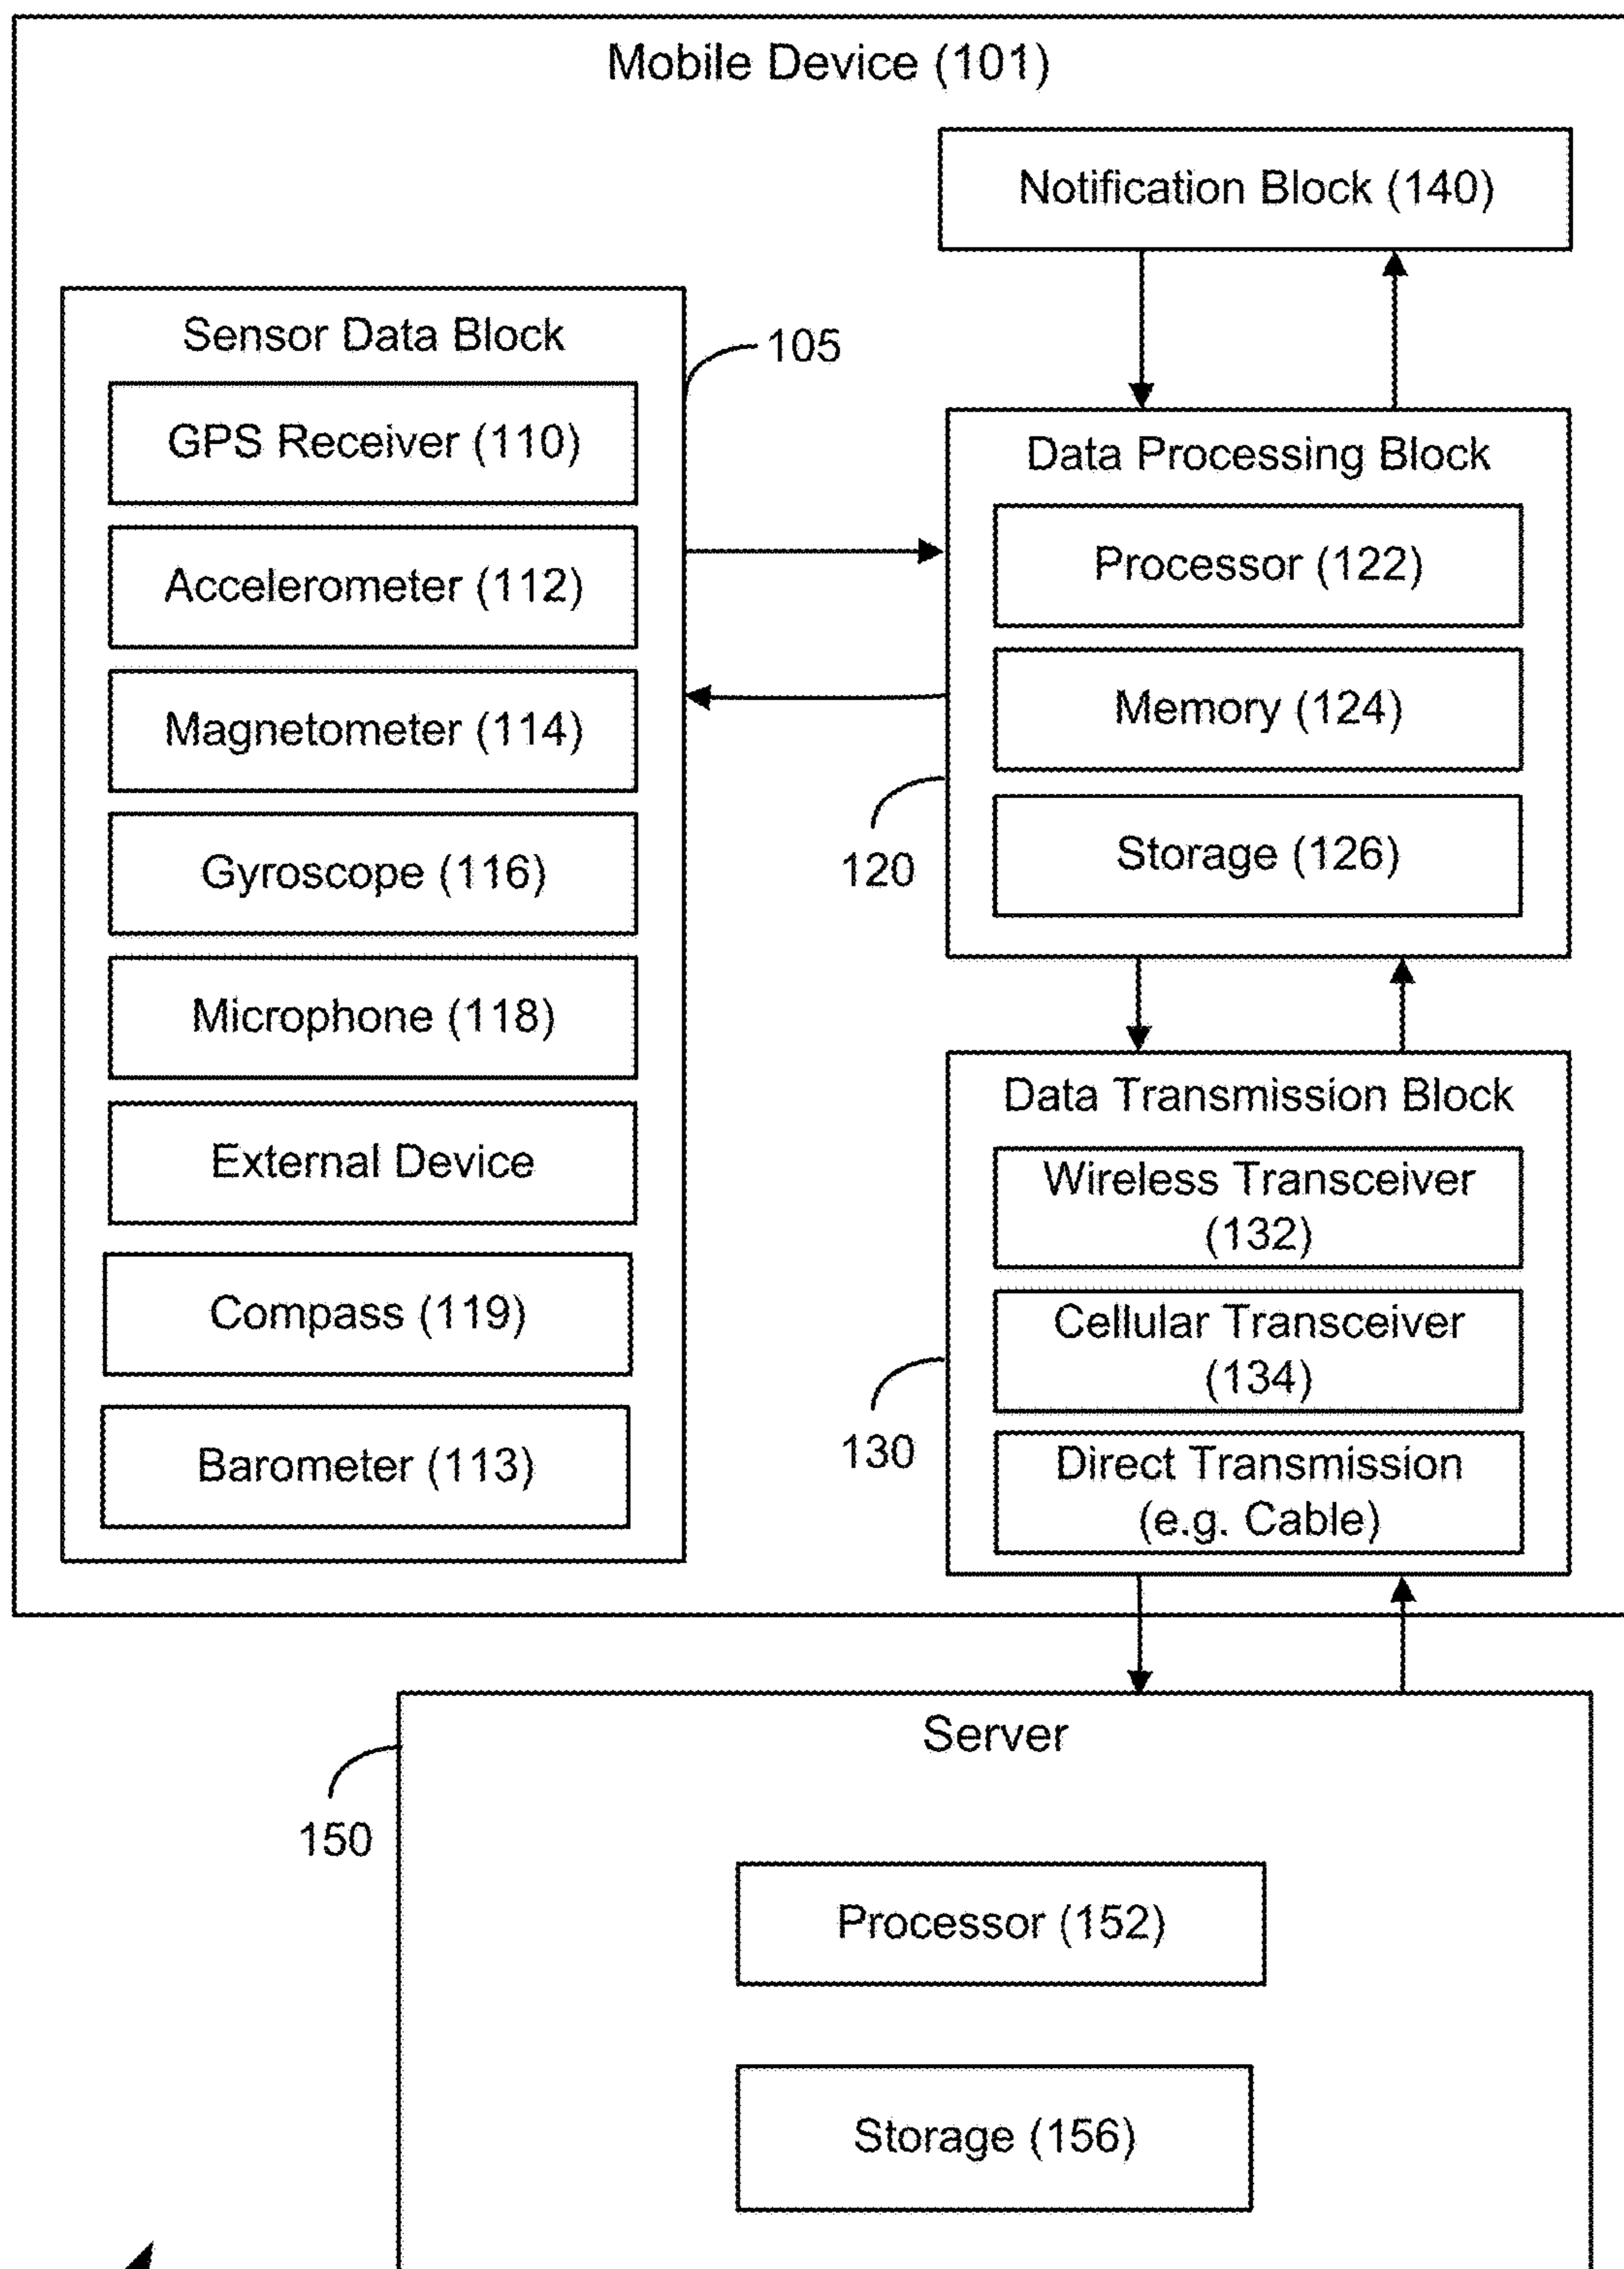 Mobile Device (101)
Notification Block (140)
Sensor Data Block
105
GPS Receiver (110)
Accelerometer (112)
Magnetometer (114)
Gyroscope (116)
Microphone (118)
External Device
Compass (119)
Barometer (113)
Data Processing Block
Processor (122)
Memory (124)
Storage (126)
120
Data Transmission Block
Wireless Transceiver
(132)
Cellular Transceiver
(134)
Direct Transmission
(e.g. Cable)
130
Server
150
Processor (152)
Storage (156)